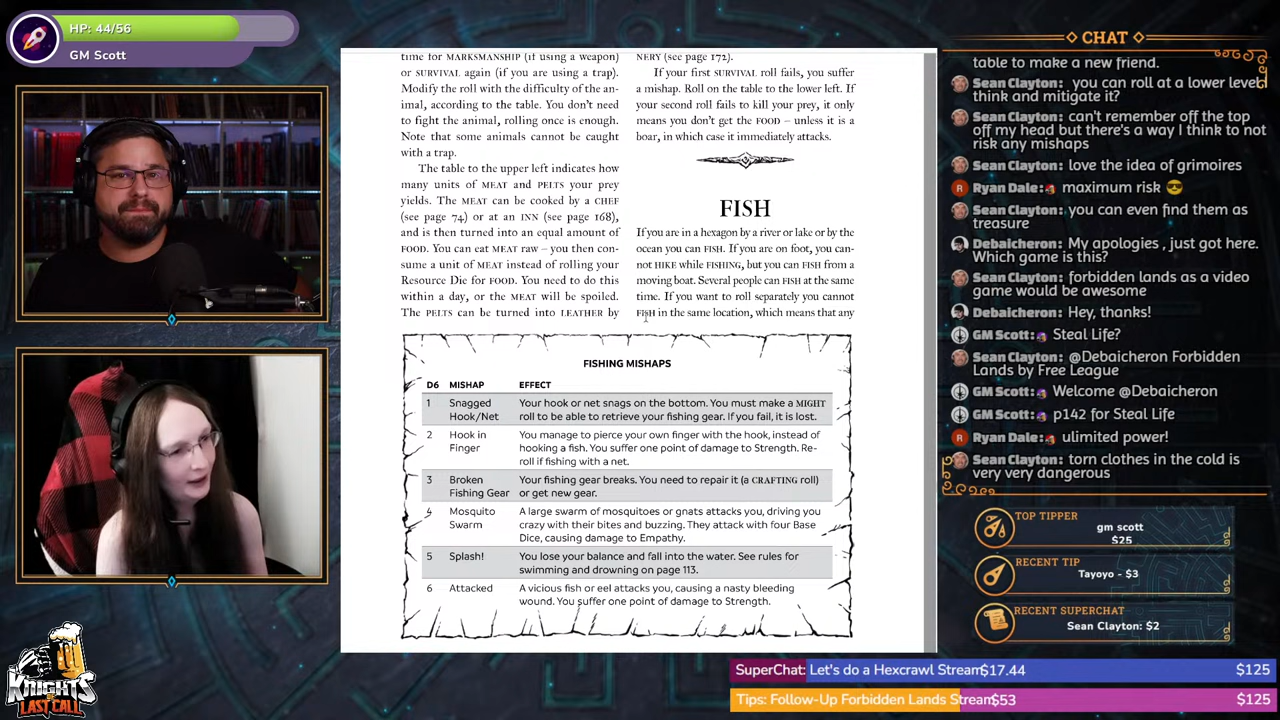 HP: 44/56
GM Scott
time for MARKSMANSHIP (if using a weapon)
or SURVIVAL again (if you are using a trap).
Modify the roll with the difficulty of the an-
imal, according to the table. You don't need
to fight the animal, rolling once is enough.
Note that some animals cannot be caught
with a trap.
The table to the upper left indicates how
many units of MEAT and PELTS your prey
yields. The MEAT can be cooked by a CHEF
(see page 74) or at an INN (see page 168),
and is then turned into an equal amount of
FOOD. You can eat MEAT raw – you then con-
sume a unit of MEAT instead of rolling your
Resource Die for FOOD. You need to do this
within a day, or the MEAT will be spoiled.
The PELTS can be turned into LEATHER by
NERY (see page 172).
If your first SURVIVAL roll fails, you suffer
a mishap. Roll on the table to the lower left. If
your second roll fails to kill your prey, it only
means you don't get the FOOD – unless it is a
boar, in which case it immediately attacks.
FISH
If you are in a hexagon by a river or lake or by the
ocean you can FISH. If you are on foot, you can-
not HIKE while FISHING, but you can FISH from a
moving boat. Several people can FISH at the same
time. If you want to roll separately you cannot
FISH in the same location, which means that any
FISHING MISHAPS
D6 MISHAP EFFECT
1 Snagged Your hook or net snags on the bottom. You must make a MIGHT
Hook/Net roll to be able to retrieve your fishing gear. If you fail, it is lost.
2 Hook in You manage to pierce your own finger with the hook, instead of
Finger hooking a fish. You suffer one point of damage to Strength. Re-
roll if fishing with a net.
3 Broken Your fishing gear breaks. You need to repair it (a CRAFTING roll)
Fishing Gear or get new gear.
4 Mosquito A large swarm of mosquitoes or gnats attacks you, driving you
Swarm crazy with their bites and buzzing. They attack with four Base
Dice, causing damage to Empathy.
5 Splash! You lose your balance and fall into the water. See rules for
swimming and drowning on page 113.
6 Attacked A vicious fish or eel attacks you, causing a nasty bleeding
wound. You suffer one point of damage to Strength.
CHAT
table to make a new friend.
Sean Clayton: you can roll at a lower level
think and mitigate it?
Sean Clayton: can't remember off the top
off my head but there's a way I think to not
risk any mishaps
Sean Clayton: love the idea of grimoires
R Ryan Dale: maximum risk 😎
Sean Clayton: you can even find them as
treasure
Debaicheron: My apologies , just got here.
Which game is this?
Sean Clayton: forbidden lands as a video
game would be awesome
Debaicheron: Hey, thanks!
GM Scott: Steal Life?
Sean Clayton: @Debaicheron Forbidden
Lands by Free League
GM Scott: Welcome @Debaicheron
GM Scott: p142 for Steal Life
R Ryan Dale: ulimited power!
Sean Clayton: torn clothes in the cold is
very very dangerous
TOP TIPPER
gm scott
$25
RECENT TIP
Tayoyo - $3
RECENT SUPERCHAT
Sean Clayton: $2
SuperChat: Let's do a Hexcrawl Stream $17.44 $125
Tips: Follow-Up Forbidden Lands Stream $53 $125
KNIGHTS
OF
LAST CALL